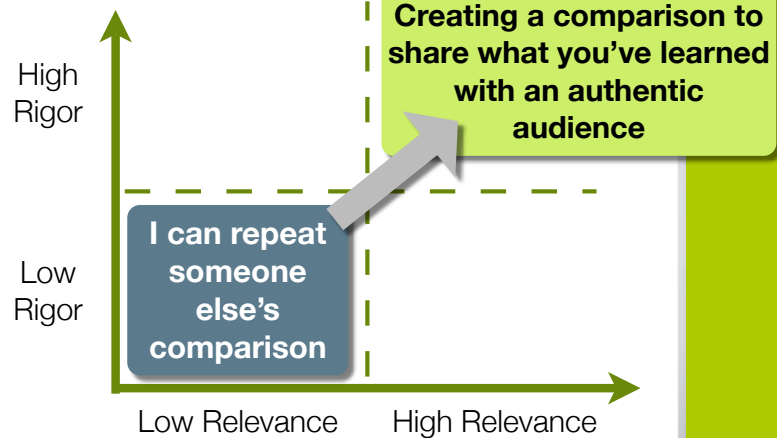 Creating a comparison to
share what you've learned
with an authentic
audience
High
Rigor
I can repeat
someone
else's
comparison
Low
Rigor
Low Relevance
High Relevance